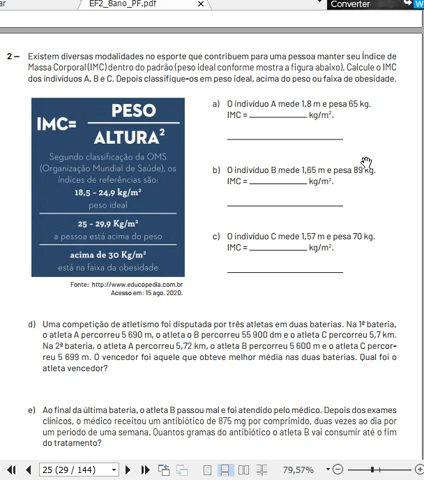 EF2_8ano_PF.pdf
Converter
2 – Existem diversas modalidades no esporte que contribuem para uma pessoa manter seu Índice de
Massa Corporal (IMC) dentro do padrão (peso ideal conforme mostra a figura abaixo). Calcule o IMC
dos indivíduos A, B e C. Depois classifique-os em peso ideal, acima do peso ou faixa de obesidade.
IMC= PESO
ALTURA²
Segundo classificação da OMS
(Organização Mundial de Saúde), os
índices de referências são:
18,5 – 24,9 kg/m²
peso ideal
25 – 29,9 Kg/m²
a pessoa está acima do peso
acima de 30 Kg/m²
está na faixa da obesidade
Fonte: http://www.educopedia.com.br
Acesso em: 15 ago. 2020.
a) O indivíduo A mede 1,8 m e pesa 65 kg.
IMC = ____________ kg/m².
b) O indivíduo B mede 1,65 m e pesa 89 kg.
IMC = ____________ kg/m².
c) O indivíduo C mede 1,57 m e pesa 70 kg.
IMC = ____________ kg/m².
d) Uma competição de atletismo foi disputada por três atletas em duas baterias. Na 1ª bateria,
o atleta A percorreu 5 690 m, o atleta o B percorreu 55 900 dm e o atleta C percorreu 5,7 km.
Na 2ª bateria, o atleta A percorreu 5,72 km, o atleta B percorreu 5 600 m e o atleta C percor-
reu 5 699 m. O vencedor foi aquele que obteve melhor média nas duas baterias. Qual foi o
atleta vencedor?
e) Ao final da última bateria, o atleta B passou mal e foi atendido pelo médico. Depois dos exames
clínicos, o médico receitou um antibiótico de 875 mg por comprimido, duas vezes ao dia por
um período de uma semana. Quantos gramas do antibiótico o atleta B vai consumir até o fim
do tratamento?
25 (29 / 144)
79,57%